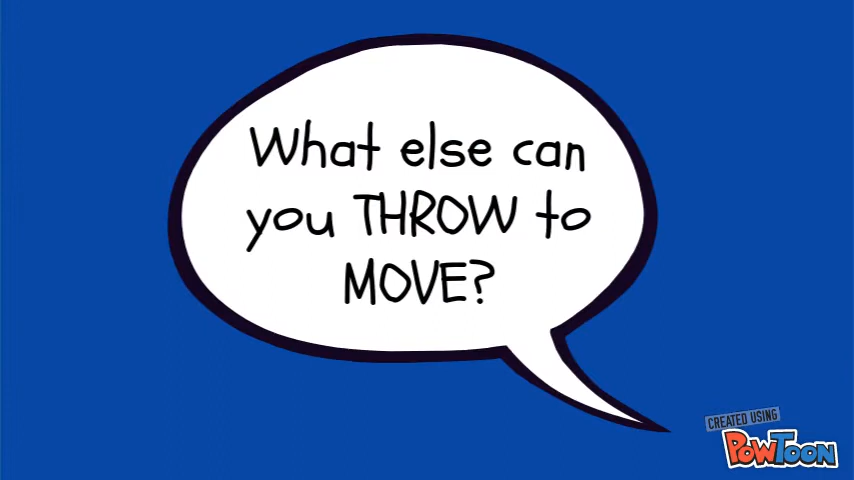 What else can
you THROW to
MOVE?
CREATED USING
POWTOON